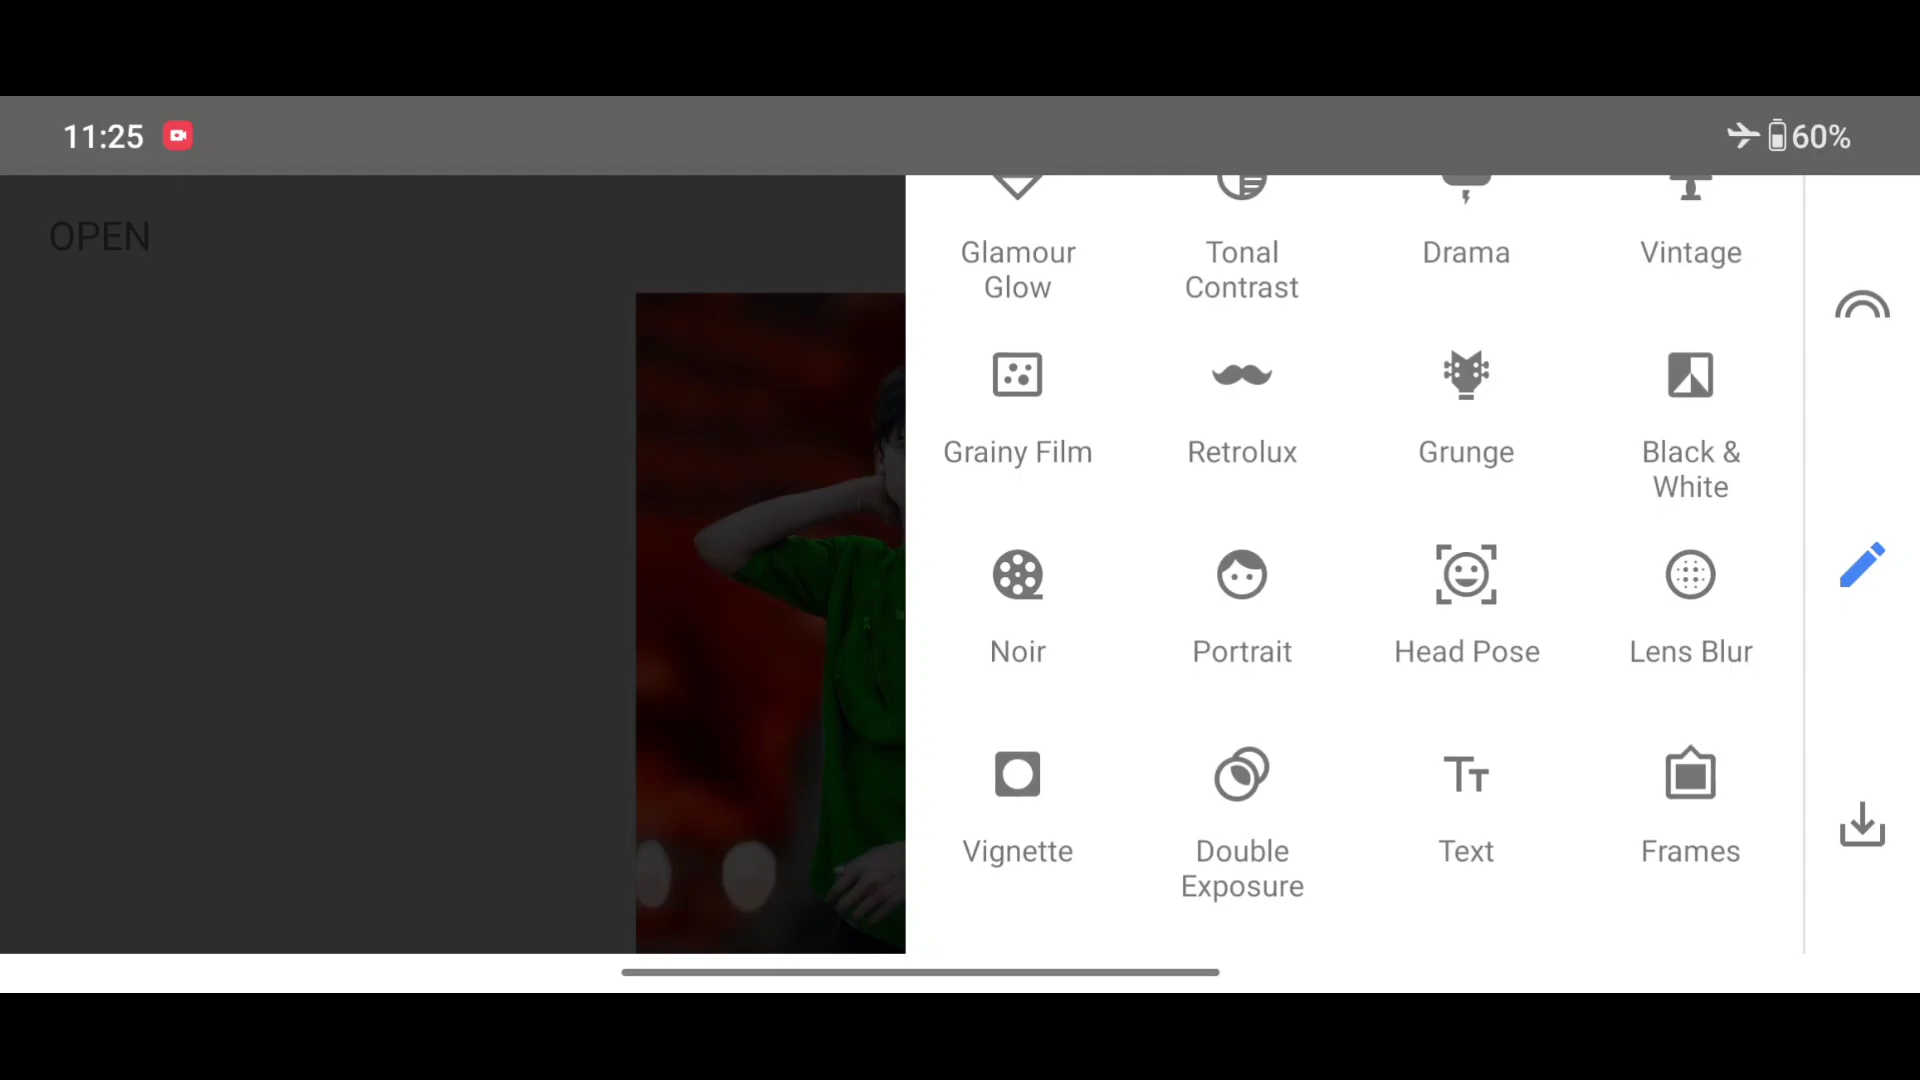 11:25
60%
OPEN
Glamour
Glow
Tonal
Contrast
Drama
Vintage
Grainy Film
Retrolux
Grunge
Black &
White
Noir
Portrait
Head Pose
Lens Blur
Vignette
Double
Exposure
Text
Frames